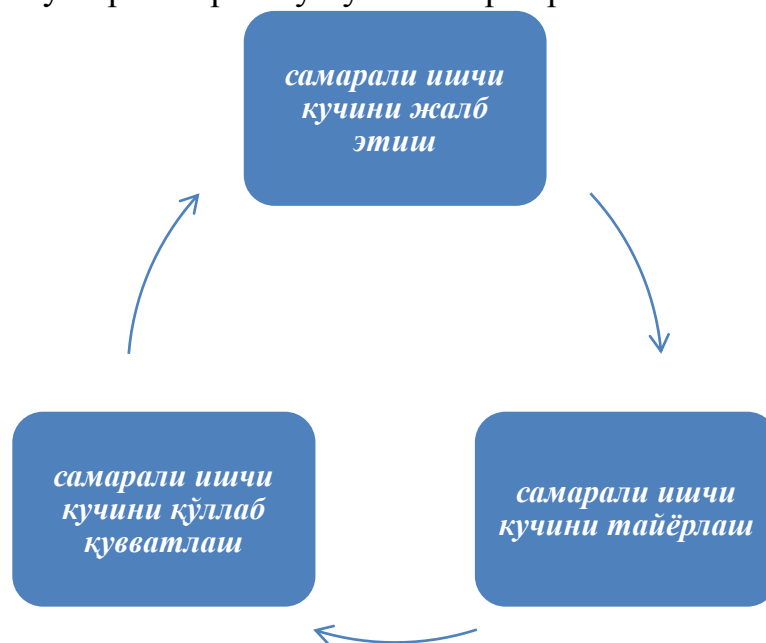 самарали ишчи
кучини жалб
этиш
самарали ишчи
кучини қўллаб
қувватлаш
самарали ишчи
кучини тайёрлаш